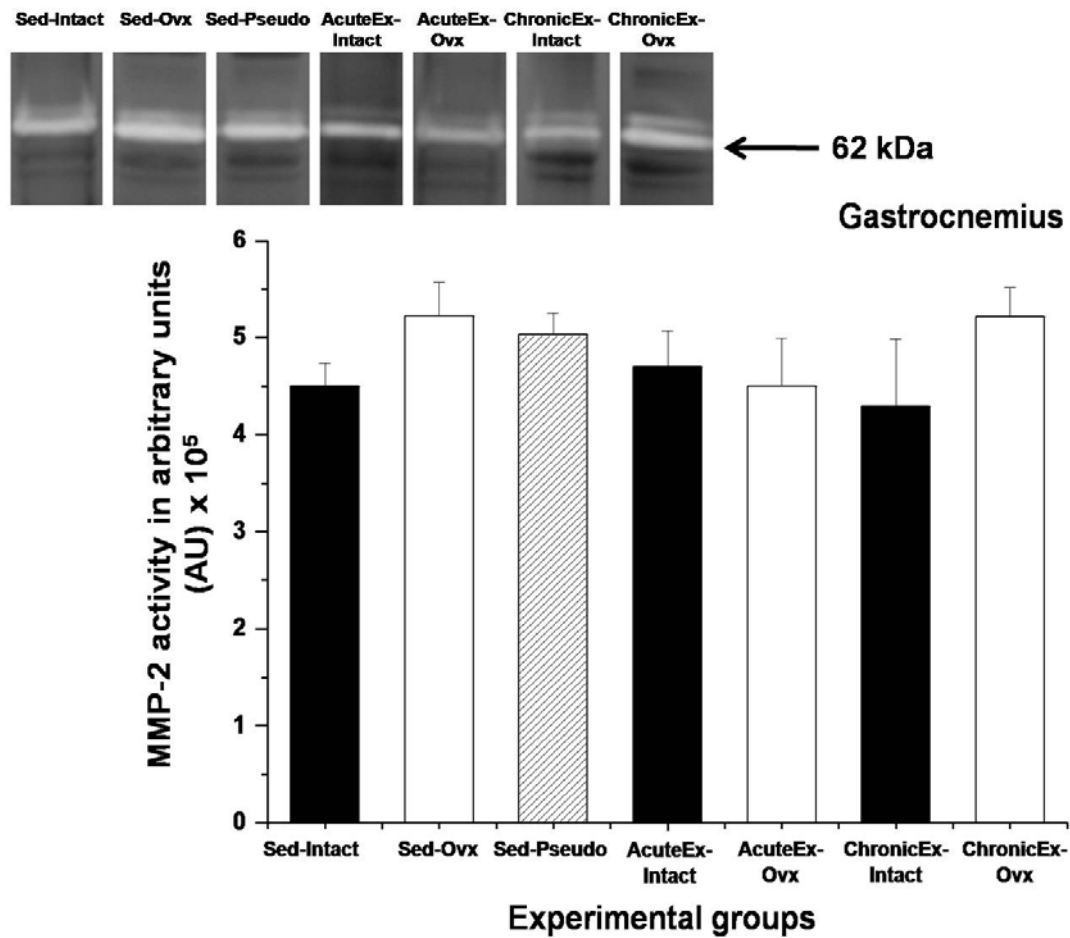 Sed-Intact Sed-Ovx Sed-Pseudo AcuteEx- AcuteEx- ChronicEx- ChronicEx-
Intact Ovx Intact Ovx
62 kDa
Gastrocnemius
MMP-2 activity in arbitrary units
(AU) x 10⁵
6
5
4
3
2
1
0
Sed-Intact Sed-Ovx Sed-Pseudo AcuteEx- AcuteEx- ChronicEx- ChronicEx-
Intact Ovx Intact Ovx
Experimental groups